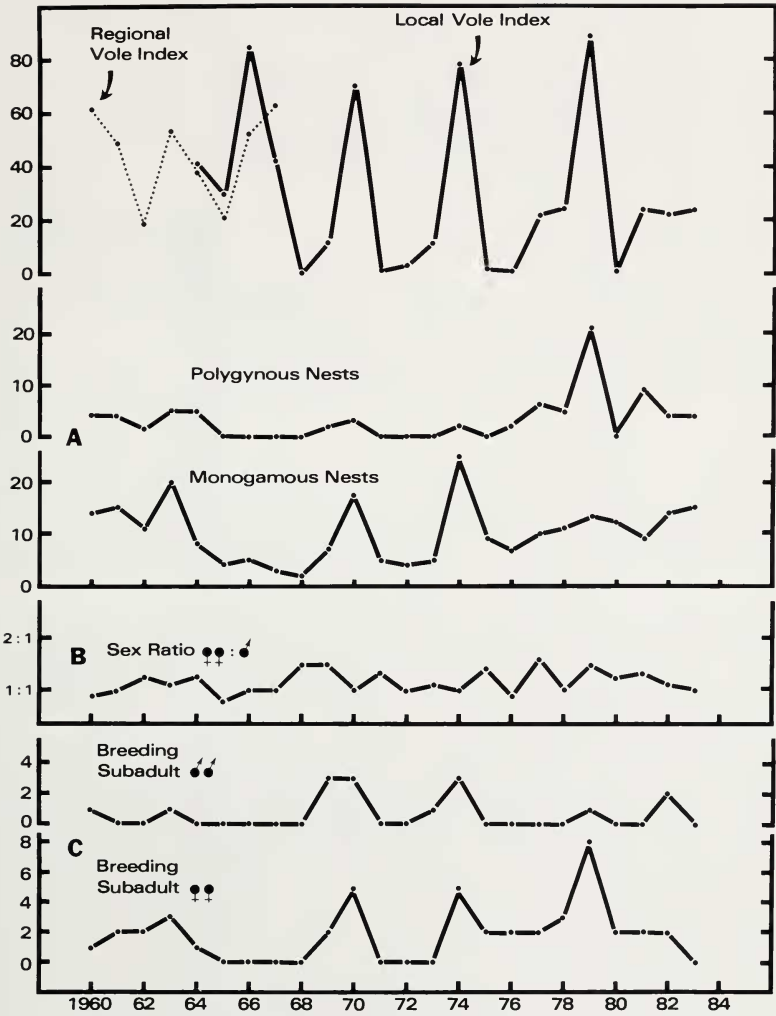 Regional
Vole Index
Local Vole Index
80
60
40
20
0
20
10
0
Polygynous Nests
A
20
10
0
Monogamous Nests
2:1
1:1
B
Sex Ratio ♀♀ : ♂
4
2
0
Breeding
Subadult ♂♂
C
8
6
4
2
0
Breeding
Subadult ♀♀
1960 62 64 66 68 70 72 74 76 78 80 82 84